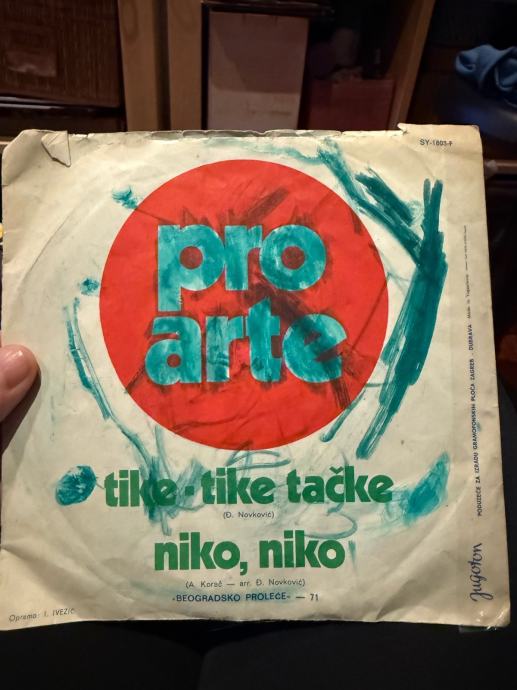 SY-1803-F
pro
arte
tike - tike tačke
(Đ. Novković)
niko, niko
(A. Korać — arr. Đ. Novković)
»BEOGRADSKO PROLEĆE« — 71
Oprema: I. IVEZIĆ
Jugoton
PODUZEĆE ZA IZRADU GRAMOFONSKIH PLOČA ZAGREB - DUBRAVA
Made in Yugoslavia